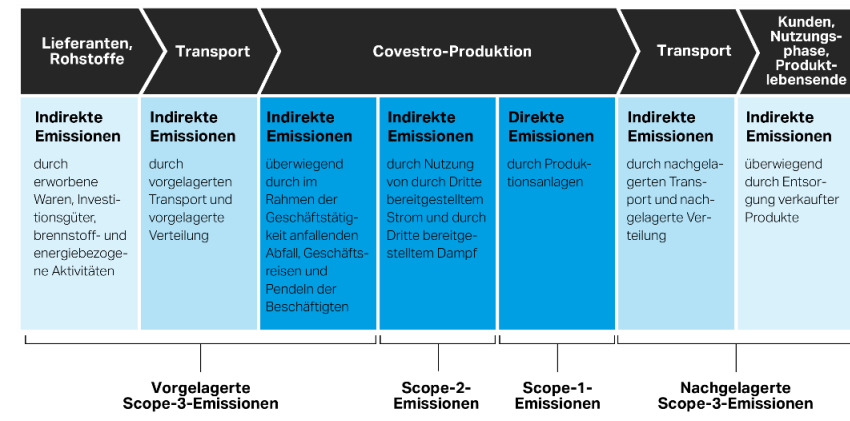 Lieferanten,
Rohstoffe
Transport
Covestro-Produktion
Transport
Kunden,
Nutzungs-
phase,
Produkt-
lebensende
Indirekte
Emissionen
durch
erworbene
Waren, Investi-
tionsgüter,
brennstoff- und
energiebezoge-
ne Aktivitäten
Indirekte
Emissionen
durch
vorgelagerten
Transport und
vorgelagerte
Verteilung
Indirekte
Emissionen
überwiegend
durch im
Rahmen der
Geschäftstätig-
keit anfallenden
Abfall, Geschäfts-
reisen und
Pendeln der
Beschäftigten
Indirekte
Emissionen
durch Nutzung
von durch Dritte
bereitgestelltem
Strom und durch
Dritte bereitge-
stelltem Dampf
Direkte
Emissionen
durch Produk-
tionsanlagen
Indirekte
Emissionen
durch nachgela-
gerten Trans-
port und nach-
gelagerte Ver-
teilung
Indirekte
Emissionen
überwiegend
durch Entsor-
gung verkaufter
Produkte
Vorgelagerte
Scope-3-Emissionen
Scope-2-
Emissionen
Scope-1-
Emissionen
Nachgelagerte
Scope-3-Emissionen